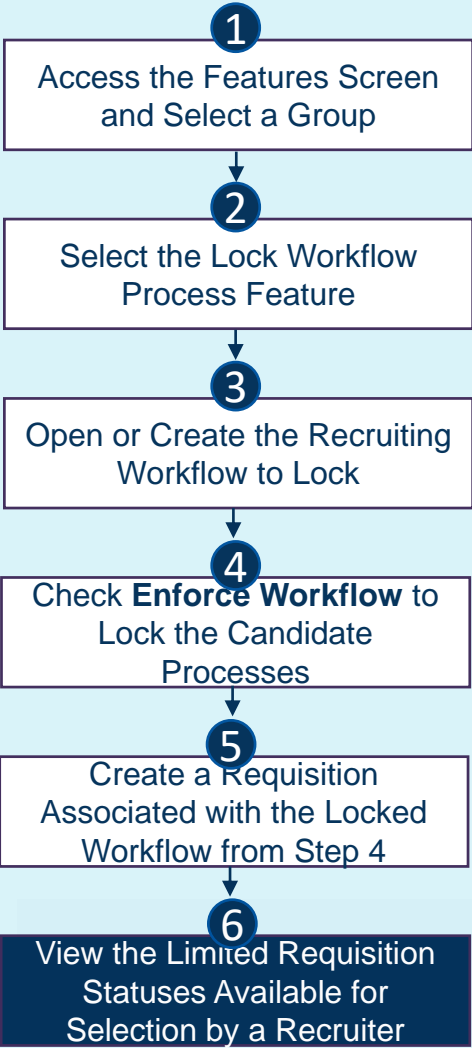 1
Access the Features Screen
and Select a Group
2
Select the Lock Workflow
Process Feature
3
Open or Create the Recruiting
Workflow to Lock
4
Check Enforce Workflow to
Lock the Candidate
Processes
5
Create a Requisition
Associated with the Locked
Workflow from Step 4
6
View the Limited Requisition
Statuses Available for
Selection by a Recruiter